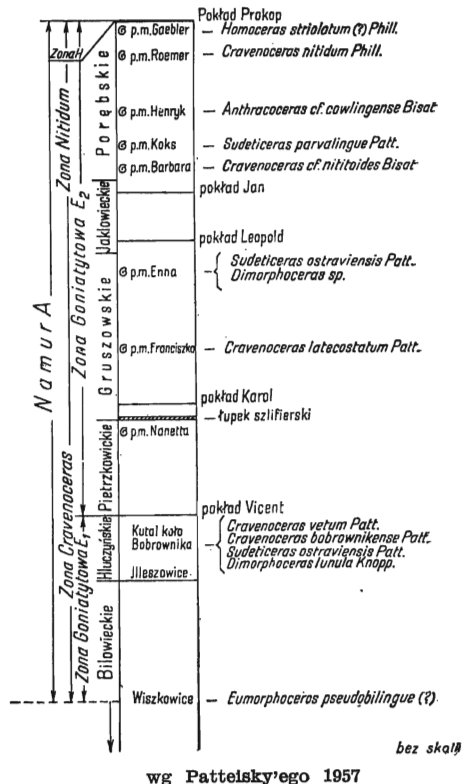 Pokład Prokop
Zona H
p.m. Gaebler — Homoceras striolatum (?) Phill.
p.m. Roemer — Cravenoceras nitidum Phill.
p.m. Henryk — Anthracoceras cf. cowlingense Bisat
p.m. Koks — Sudeticeras parvalingue Patt.
p.m. Barbara — Cravenoceras cf. nititoides Bisat
pokład Jan
pokład Leopold
p.m. Enna — Sudeticeras ostraviensis Patt.
Dimorphoceras sp.
p.m. Franciszka — Cravenoceras latecostatum Patt.
pokład Karol
— łupek szlifierski
p.m. Nanetta
pokład Vicent
Kutal koło
Bobrownika
Cravenoceras vetum Patt.
Cravenoceras bobrownikense Patt.
Sudeticeras ostraviensis Patt.
Dimorphoceras lunula Knopp.
Jlleszowice
Wiszkowice — Eumorphoceras pseudobilingue (?)
Namur A
Zona Nitidum
Zona Cravenoceras
Zona Goniatytowa E2
Zona Goniatytowa E1
Porębskie
Jaklowieckie
Gruszowskie
Pietrzkowickie
Hluczyńskie
Bilowieckie
bez skali
wg Patteisky'ego 1957